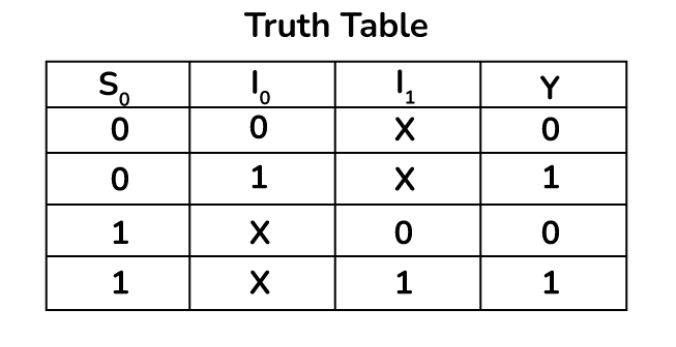 Truth Table
S₀ I₀ I₁ Y
0 0 X 0
0 1 X 1
1 X 0 0
1 X 1 1